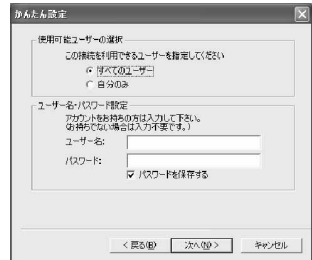 かんたん設定
使用可能ユーザーの選択
この接続を利用できるユーザーを指定してください
すべてのユーザー
自分のみ
ユーザー名・パスワード設定
アカウントをお持ちの方は入力して下さい。
(お持ちでない場合は入力不要です。)
ユーザー名:
パスワード:
パスワードを保存する
< 戻る(B)
次へ(N) >
キャンセル